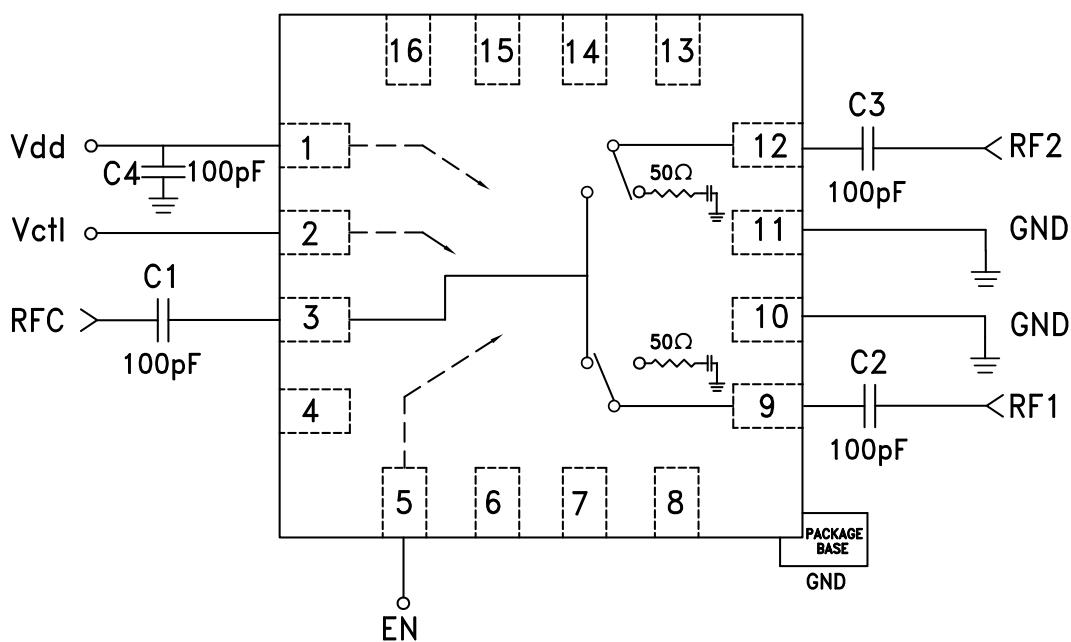 16 15 14 13
Vdd
C4
100pF
1
12
C3
100pF
RF2
50Ω
Vctl
2
11
GND
RFC
C1
100pF
3
10
GND
50Ω
4
9
C2
100pF
RF1
5 6 7 8
PACKAGE
BASE
GND
EN